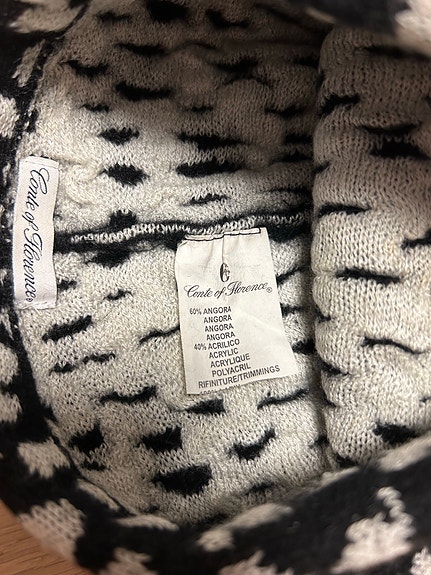 Conte of Florence
Conte of Florence®
60% ANGORA
ANGORA
ANGORA
ANGORA
40% ACRILICO
ACRYLIC
ACRYLIQUE
POLYACRIL
RIFINITURE/TRIMMINGS